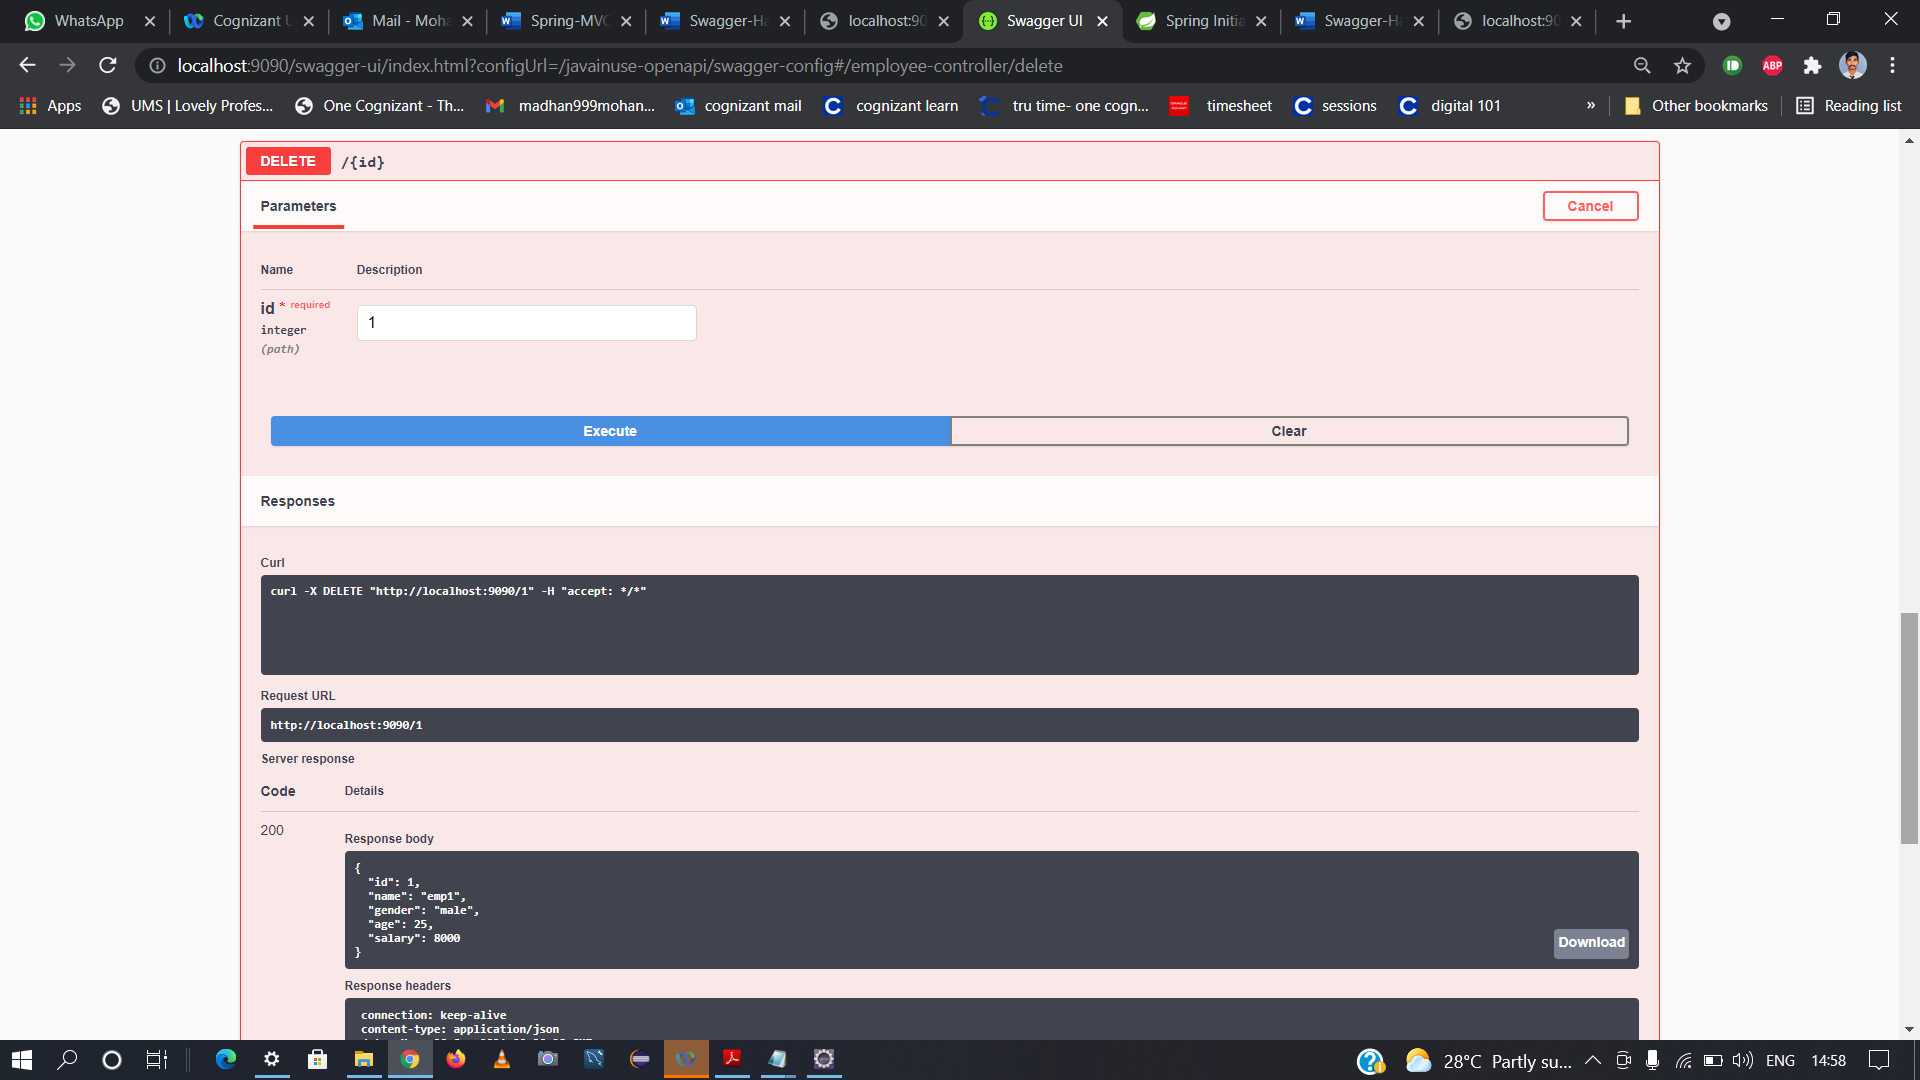 WhatsApp Cognizant U Mail - Moha Spring-MVC Swagger-Ha localhost:90 Swagger UI Spring Initia Swagger-Ha localhost:90
localhost:9090/swagger-ui/index.html?configUrl=/javainuse-openapi/swagger-config#/employee-controller/delete ABP
Apps UMS | Lovely Profes... One Cognizant - Th... madhan999mohan... cognizant mail cognizant learn tru time- one cogn... timesheet sessions digital 101 » Other bookmarks Reading list
DELETE /{id}
Parameters Cancel
Name Description
id * required
integer
(path)
1
Execute Clear
Responses
Curl
curl -X DELETE "http://localhost:9090/1" -H "accept: */*"
Request URL
http://localhost:9090/1
Server response
Code Details
200
Response body
{
"id": 1,
"name": "emp1",
"gender": "male",
"age": 25,
"salary": 8000
}
Download
Response headers
connection: keep-alive
content-type: application/json
28°C Partly su... ENG 14:58